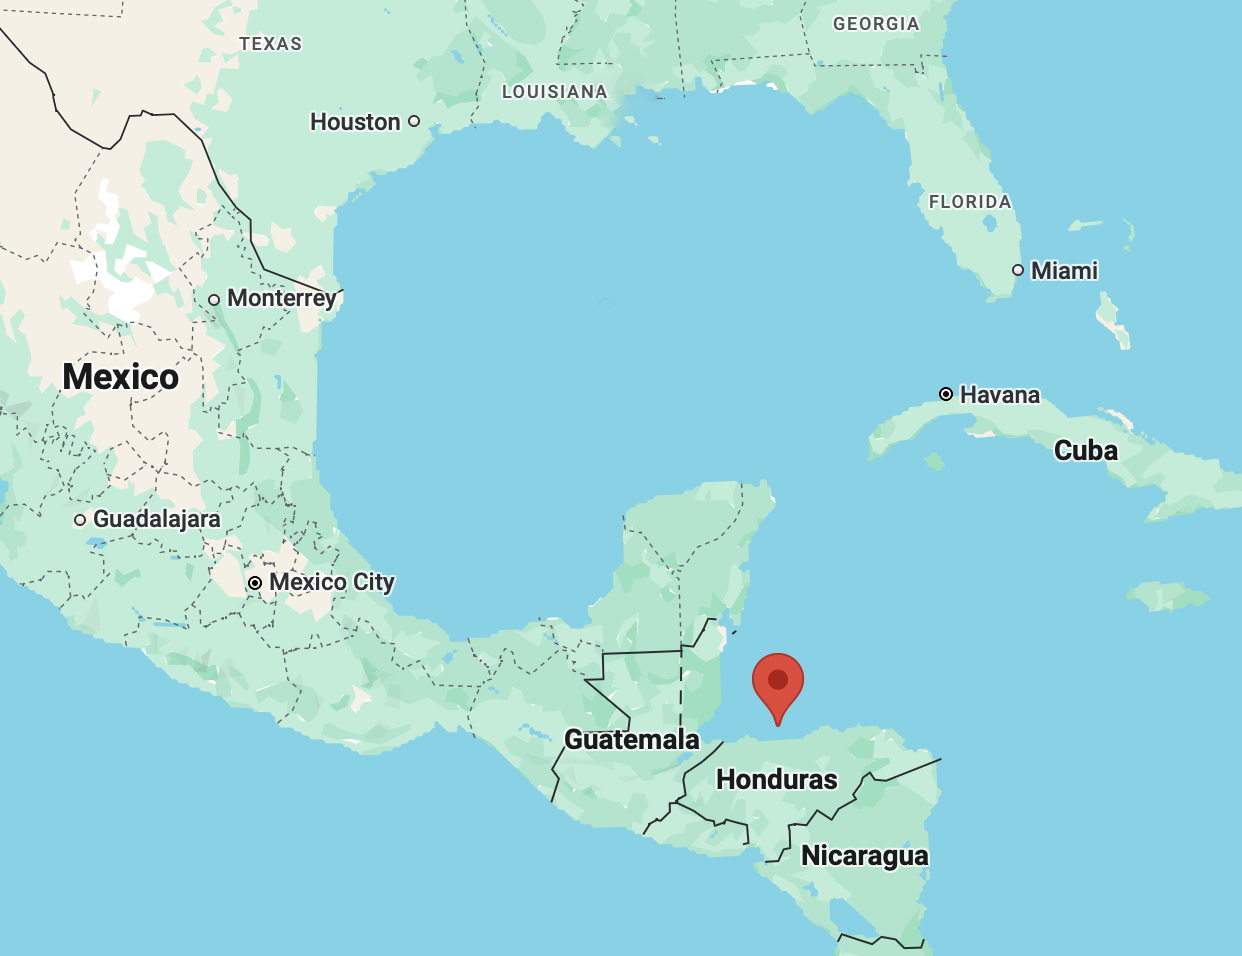 GEORGIA
TEXAS
LOUISIANA
Houston
FLORIDA
Miami
Monterrey
Mexico
Havana
Cuba
Guadalajara
Mexico City
Guatemala
Honduras
Nicaragua